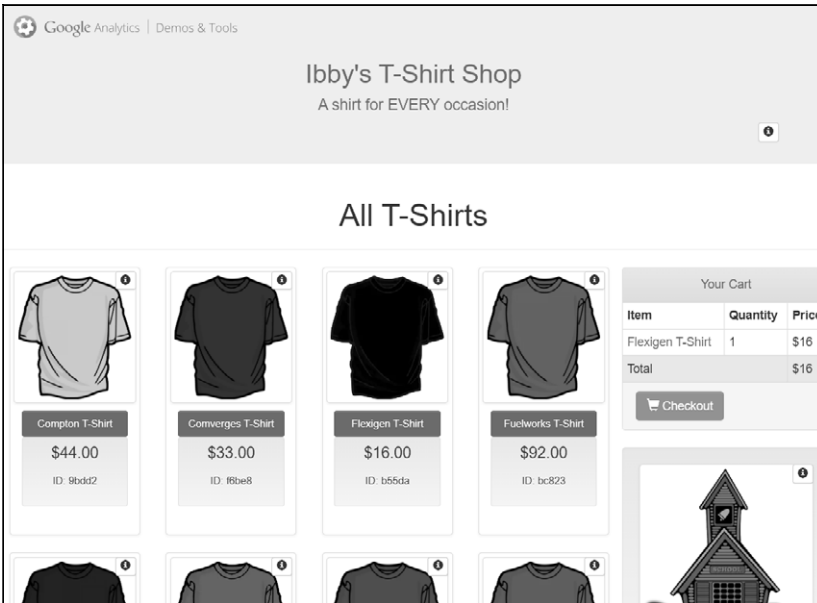 Google Analytics | Demos & Tools
Ibby's T-Shirt Shop
A shirt for EVERY occasion!
All T-Shirts
Compton T-Shirt
$44.00
ID: 9bdd2
Comverges T-Shirt
$33.00
ID: f6be8
Flexigen T-Shirt
$16.00
ID: b55da
Fuelworks T-Shirt
$92.00
ID: bc823
Your Cart
Item Quantity Price
Flexigen T-Shirt 1 $16
Total $16
Checkout
SCHOOL